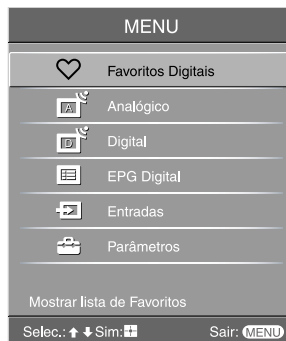 MENU
Favoritos Digitais
A Analógico
D Digital
EPG Digital
Entradas
Parâmetros
Mostrar lista de Favoritos
Selec.: ↑ ↓ Sim: Sair: MENU